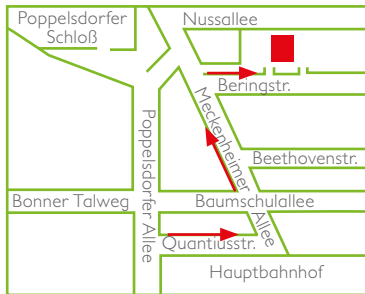 Poppelsdorfer
Schloß
Nussallee
Beringstr.
Meckenheimer
Allee
Poppelsdorfer Allee
Beethovenstr.
Bonner Talweg
Baumschulallee
Quantiusstr.
Hauptbahnhof